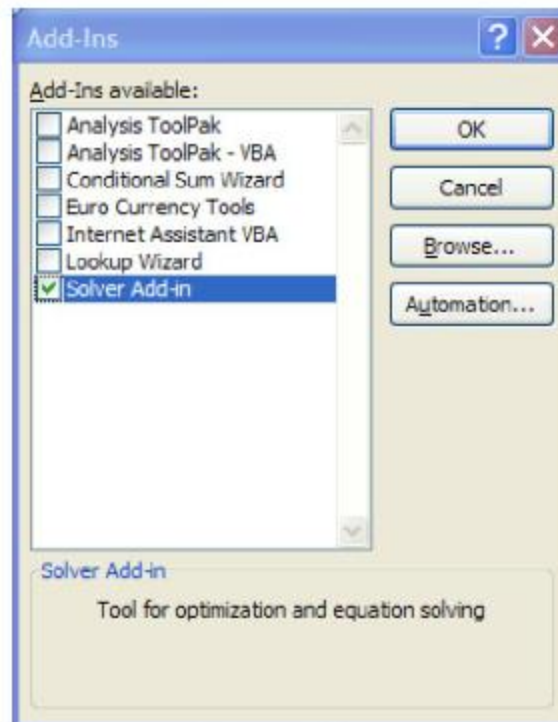 Add-Ins
Add-Ins available:
Analysis ToolPak
Analysis ToolPak - VBA
Conditional Sum Wizard
Euro Currency Tools
Internet Assistant VBA
Lookup Wizard
Solver Add-in
OK
Cancel
Browse...
Automation...
Solver Add-in
Tool for optimization and equation solving